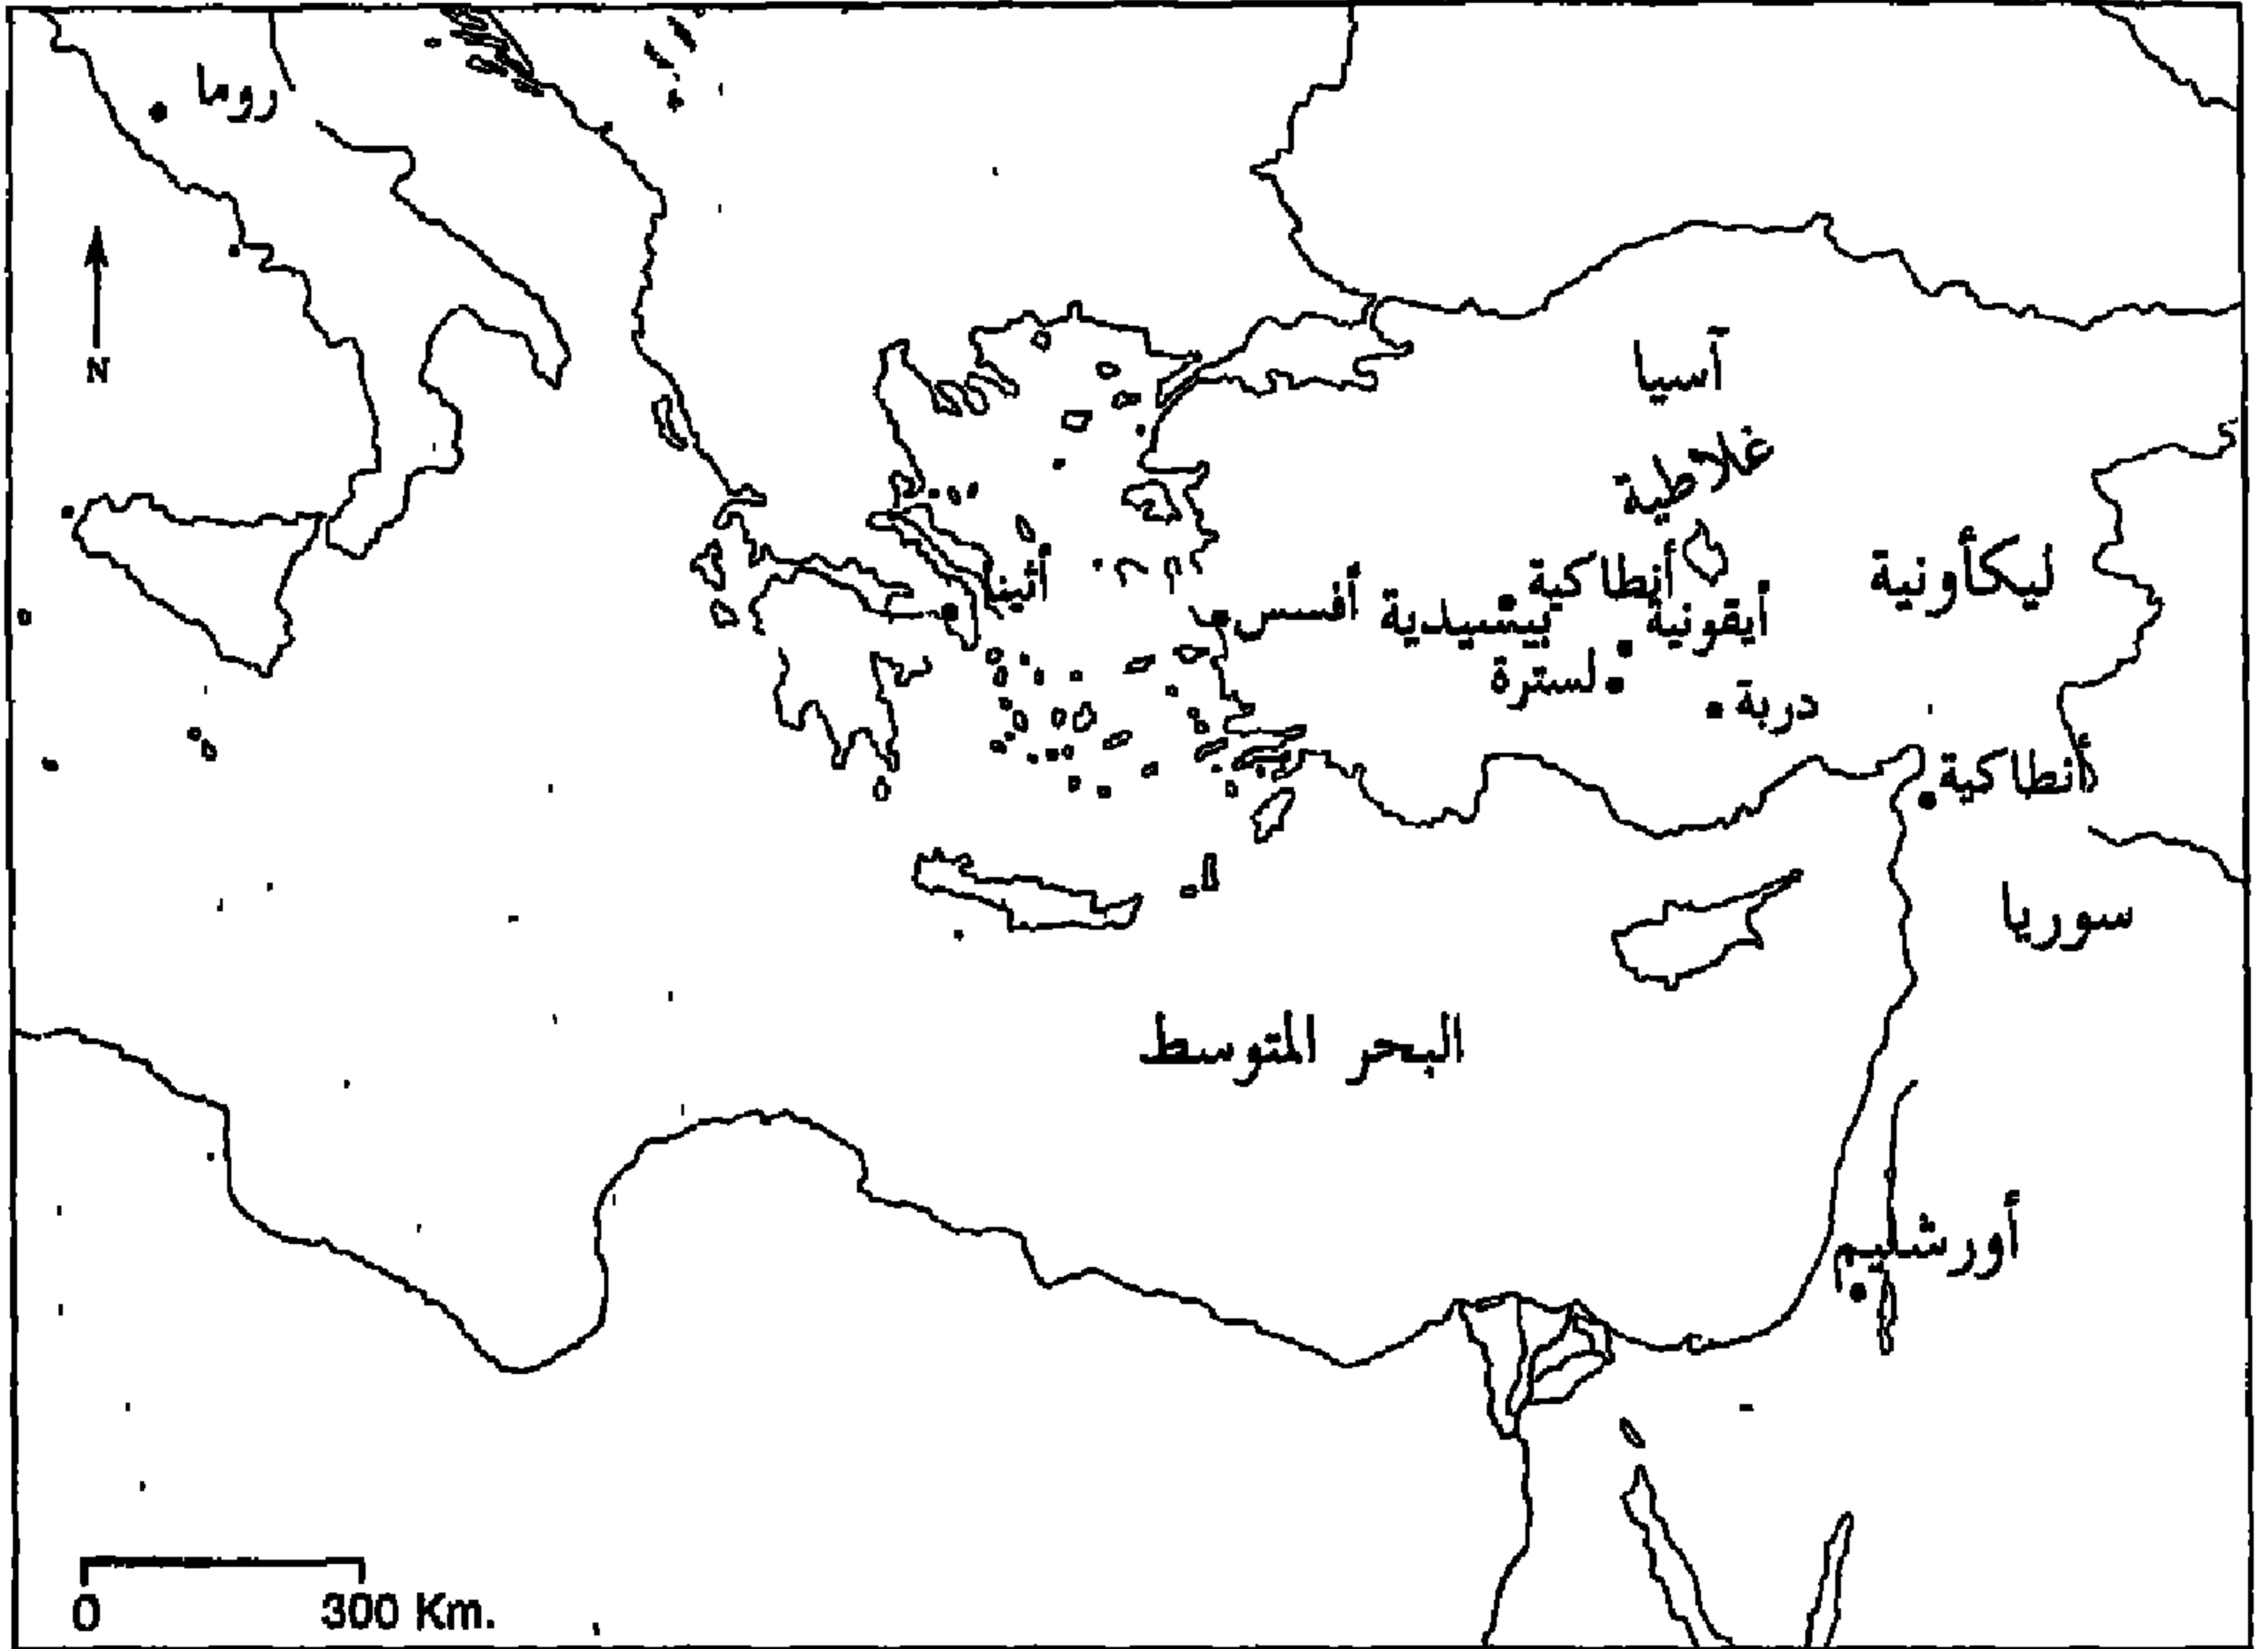 روما
N
آسيا
غلاطية
ليكأونية
أنطاكية
بيسيدية
أيقونية
أفسس
أثينا
لسترة
دربة
أنطاكية
سوريا
البحر المتوسط
أورشليم
0 300 Km.